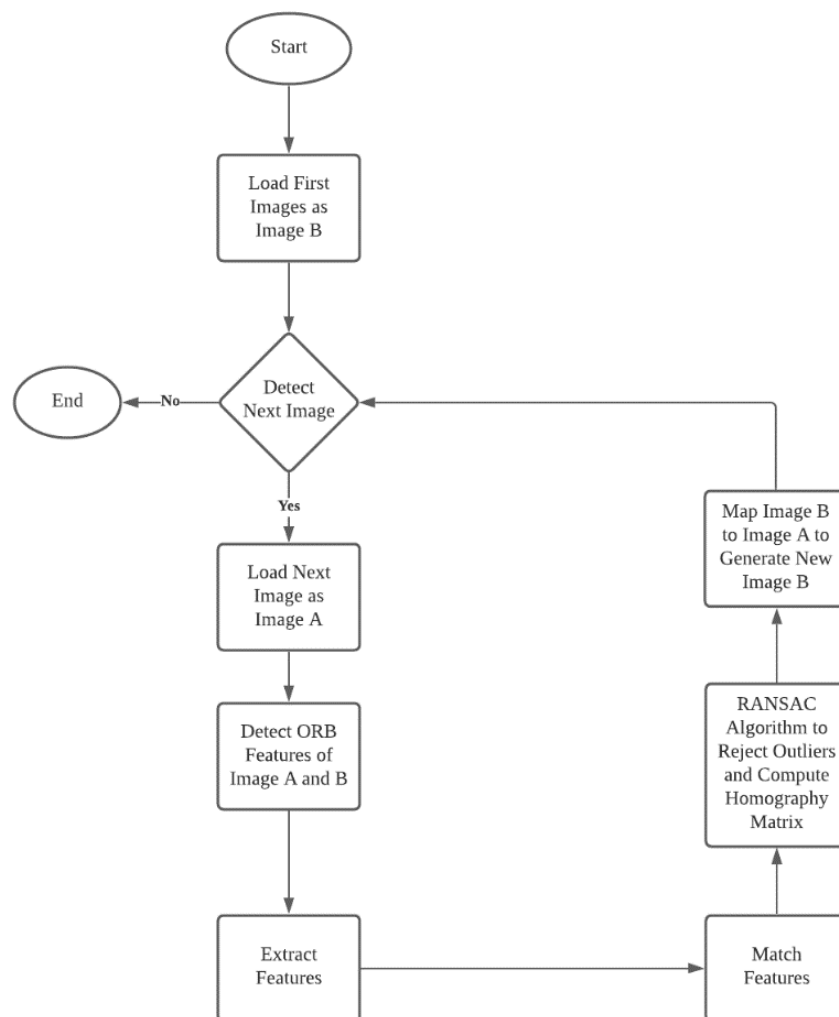 Start
Load First
Images as
Image B
Detect
Next Image
No
End
Yes
Load Next
Image as
Image A
Detect ORB
Features of
Image A and B
Extract
Features
Match
Features
RANSAC
Algorithm to
Reject Outliers
and Compute
Homography
Matrix
Map Image B
to Image A to
Generate New
Image B